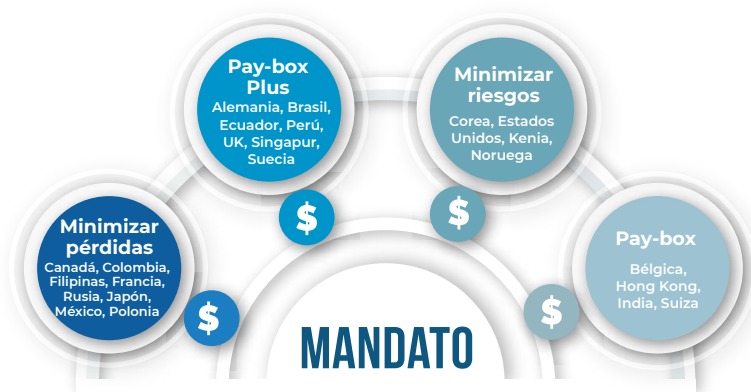 Minimizar
pérdidas
Canadá, Colombia,
Filipinas, Francia,
Rusia, Japón,
México, Polonia
$
Pay-box
Plus
Alemania, Brasil,
Ecuador, Perú,
UK, Singapur,
Suecia
$
Minimizar
riesgos
Corea, Estados
Unidos, Kenia,
Noruega
$
Pay-box
Bélgica,
Hong Kong,
India, Suiza
$
MANDATO